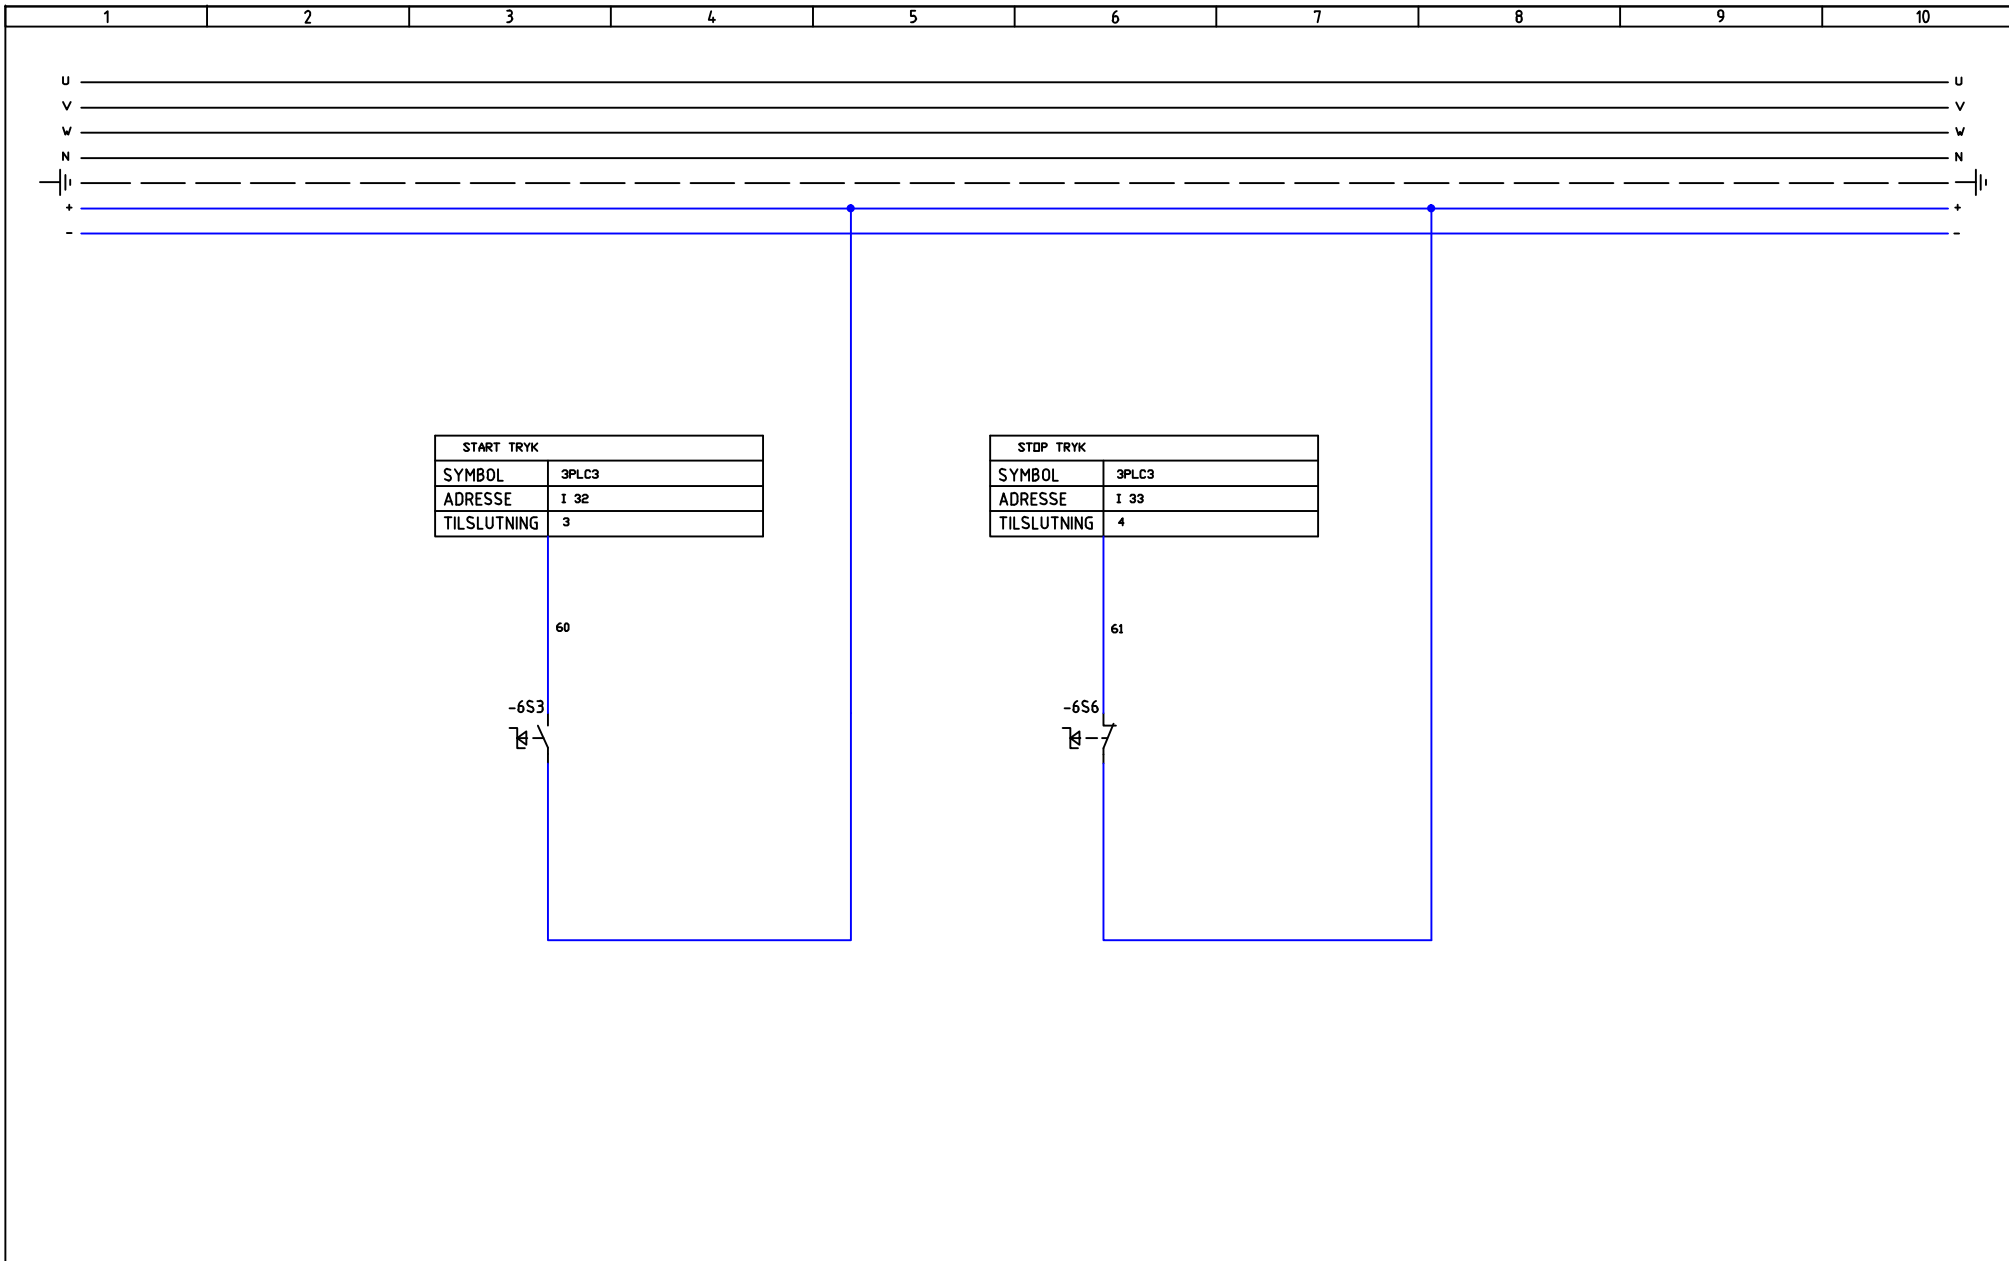 1 2 3 4 5 6 7 8 9 10
U U
V V
W W
N N
+ +
- -
START TRYK
SYMBOL 3PLC3
ADRESSE I 32
TILSLUTNING 3
STOP TRYK
SYMBOL 3PLC3
ADRESSE I 33
TILSLUTNING 4
60
61
-6S3
-6S6